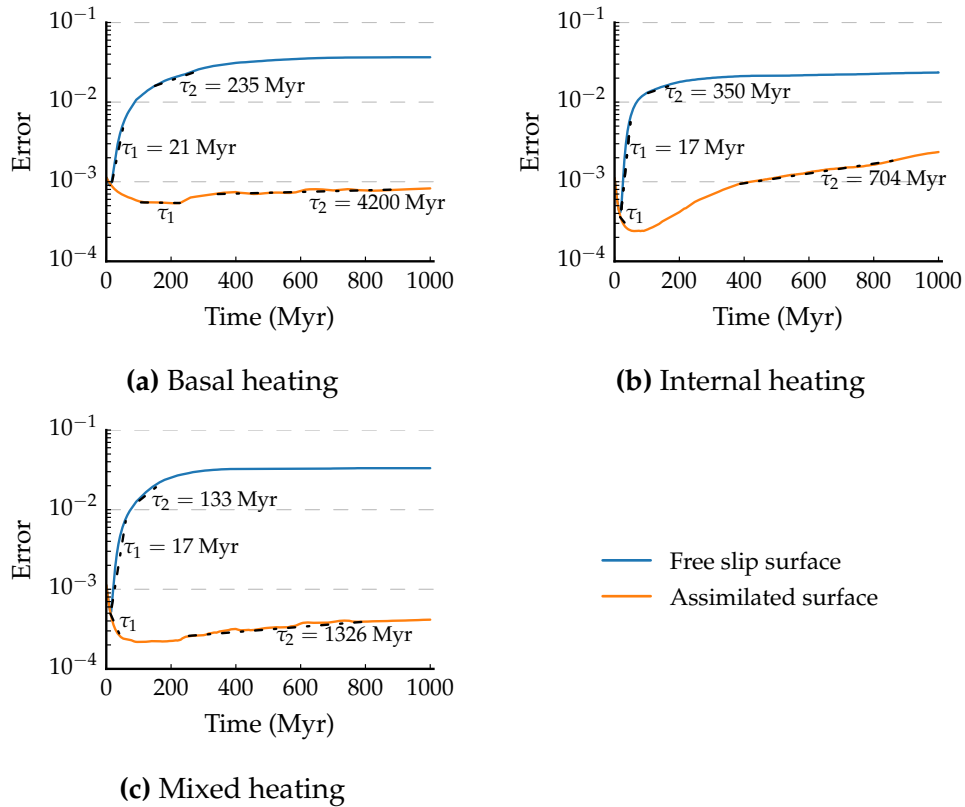 10⁻¹
10⁻²
10⁻³
10⁻⁴
Error
τ₂ = 235 Myr
τ₁ = 21 Myr
τ₁
τ₂ = 4200 Myr
0 200 400 600 800 1000
Time (Myr)
(a) Basal heating
10⁻¹
10⁻²
10⁻³
10⁻⁴
Error
τ₂ = 350 Myr
τ₁ = 17 Myr
τ₁
τ₂ = 704 Myr
0 200 400 600 800 1000
Time (Myr)
(b) Internal heating
10⁻¹
10⁻²
10⁻³
10⁻⁴
Error
τ₂ = 133 Myr
τ₁ = 17 Myr
τ₁
τ₂ = 1326 Myr
0 200 400 600 800 1000
Time (Myr)
(c) Mixed heating
Free slip surface
Assimilated surface